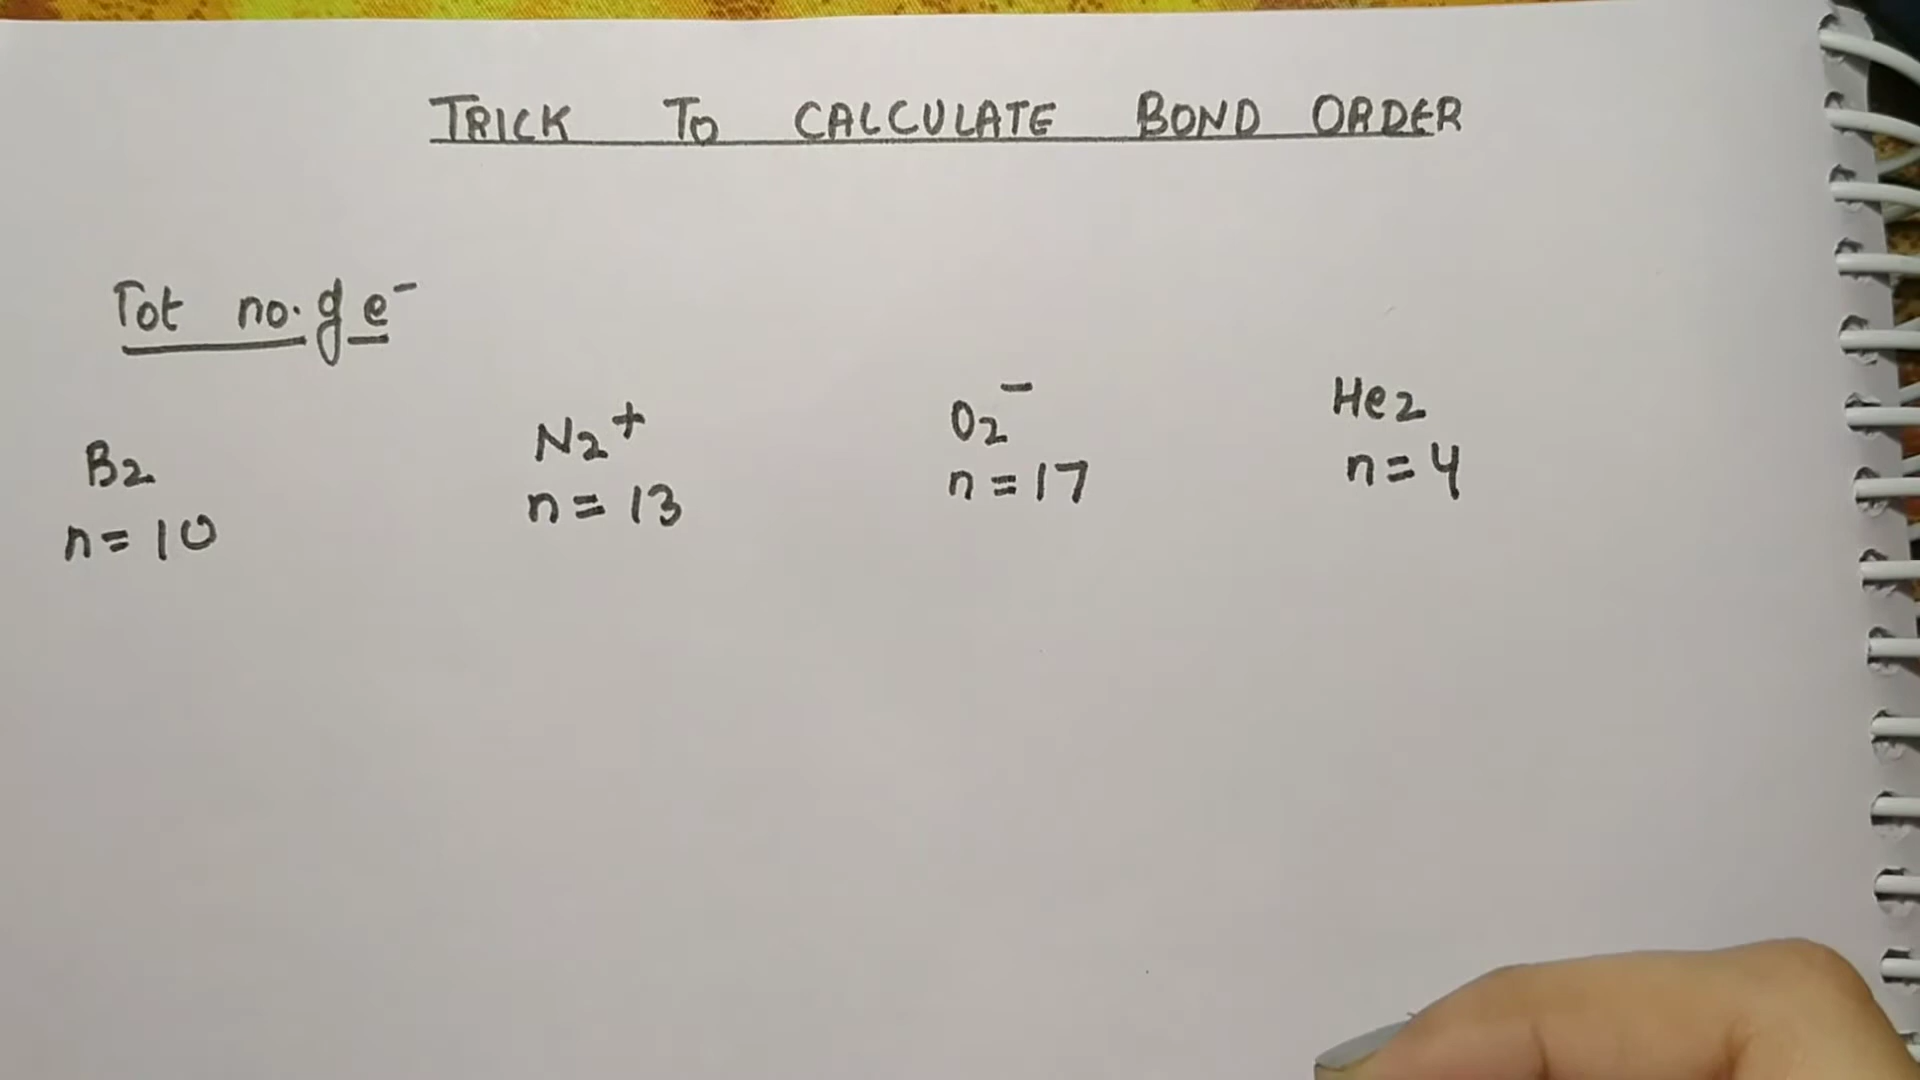 TRICK TO CALCULATE BOND ORDER
Tot no. of e⁻
B₂
n = 10
N₂⁺
n = 13
O₂⁻
n = 17
He₂
n = 4